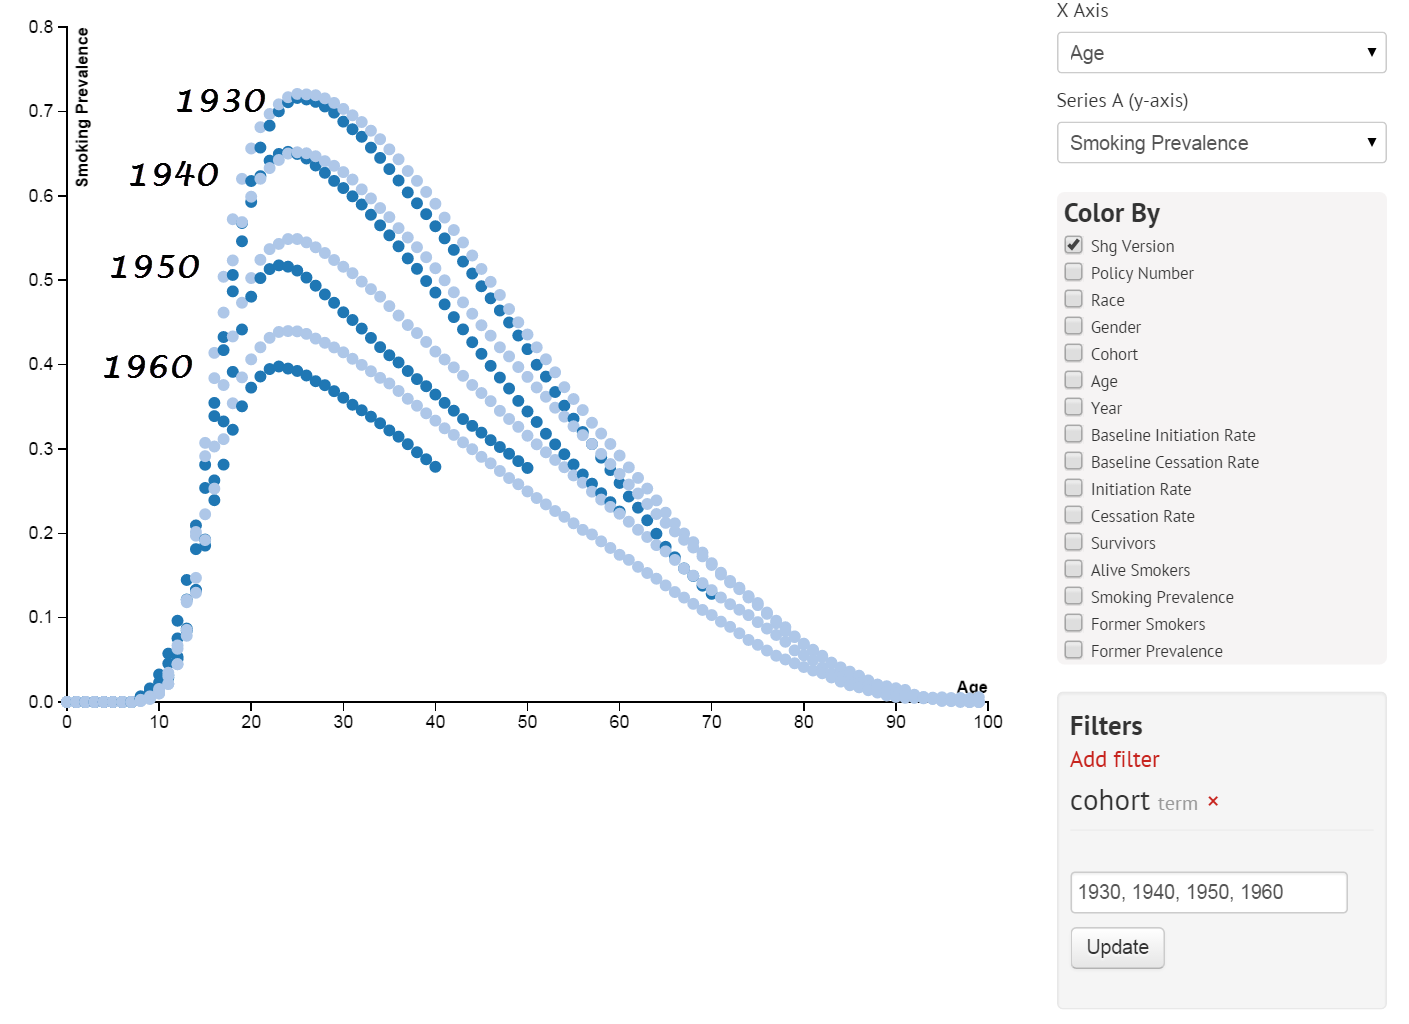 0.8
0.7
0.6
0.5
0.4
0.3
0.2
0.1
0.0
Smoking Prevalence
1930
1940
1950
1960
Age
0 10 20 30 40 50 60 70 80 90 100
X Axis
Age
Series A (y-axis)
Smoking Prevalence
Color By
Shg Version
Policy Number
Race
Gender
Cohort
Age
Year
Baseline Initiation Rate
Baseline Cessation Rate
Initiation Rate
Cessation Rate
Survivors
Alive Smokers
Smoking Prevalence
Former Smokers
Former Prevalence
Filters
Add filter
cohort term ×
1930, 1940, 1950, 1960
Update